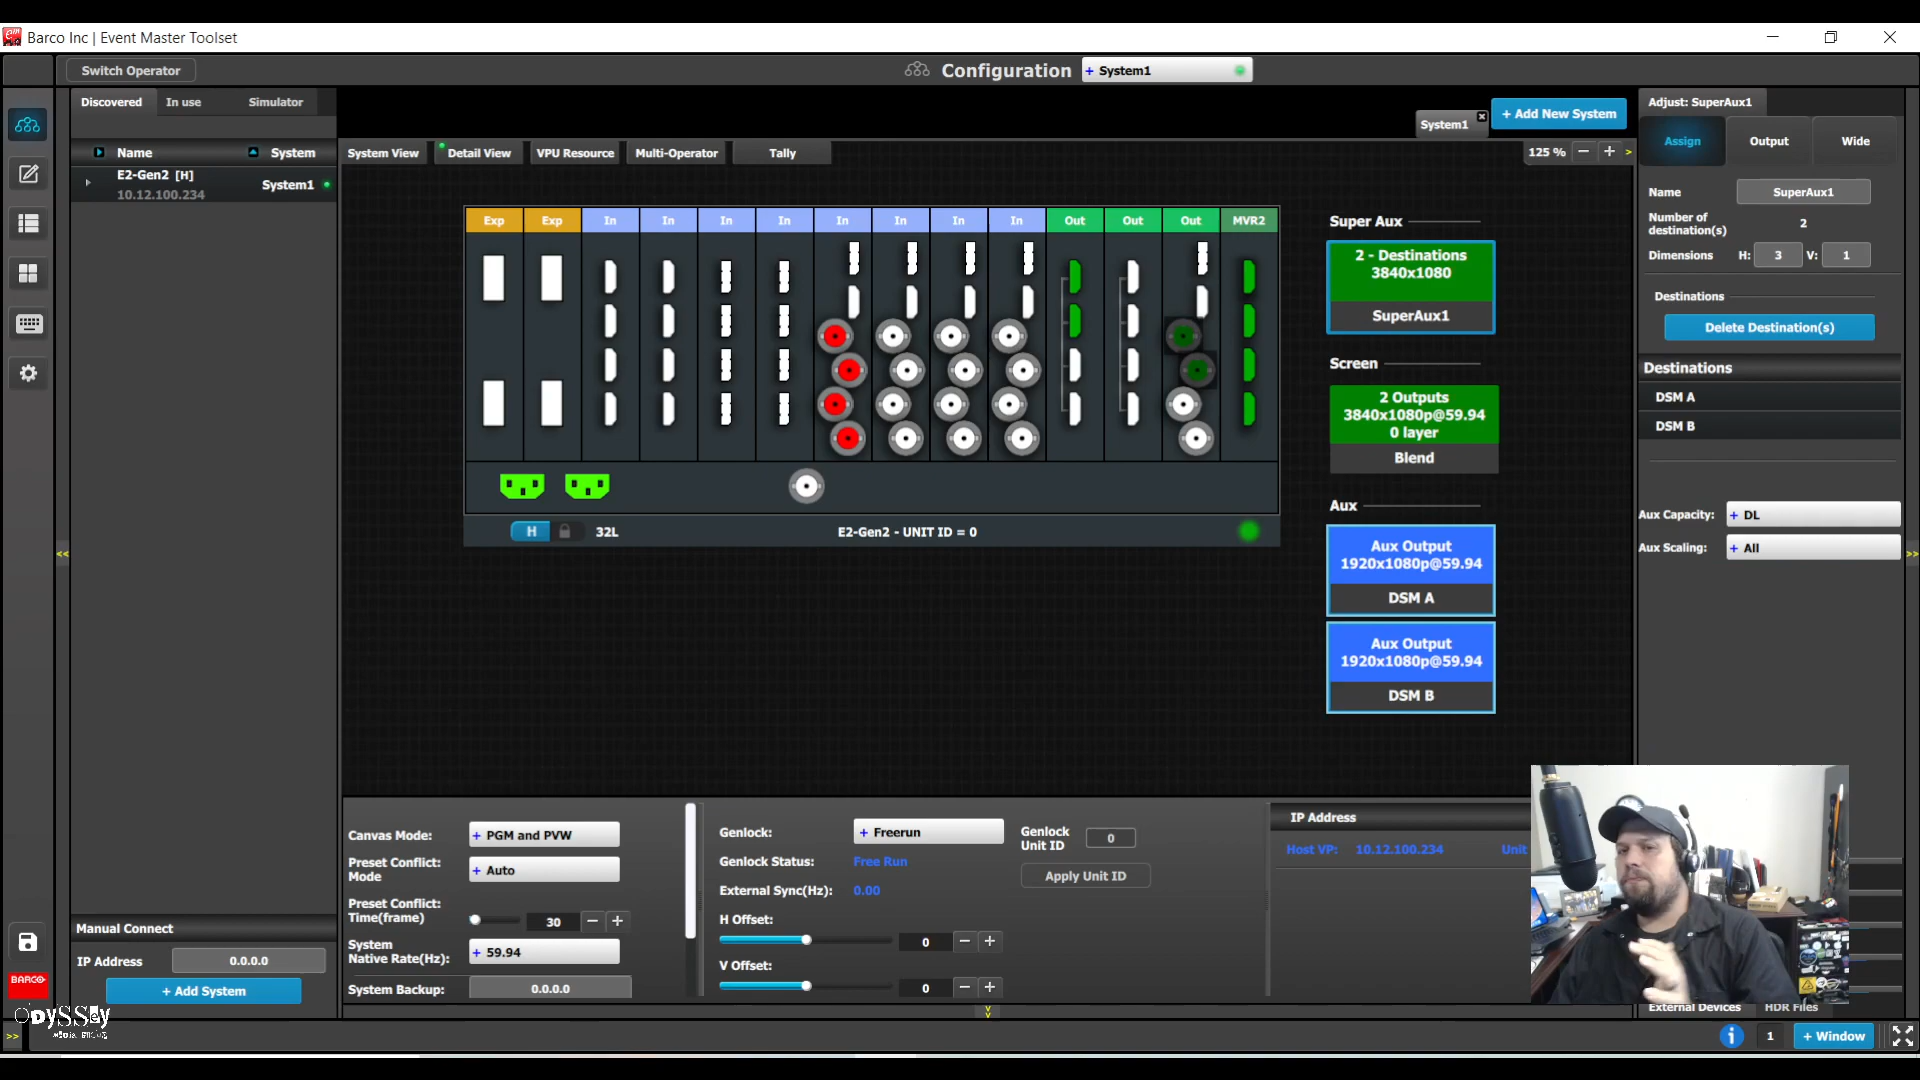 Barco Inc | Event Master Toolset
Switch Operator
Configuration
+ System1
Discovered
In use
Simulator
Name
System
E2-Gen2 [H]
10.12.100.234
System1
System1
+ Add New System
System View
Detail View
VPU Resource
Multi-Operator
Tally
125 %
Exp
Exp
In
In
In
In
In
In
In
In
Out
Out
Out
MVR2
H
32L
E2-Gen2 - UNIT ID = 0
Super Aux
2 - Destinations
3840x1080
SuperAux1
Screen
2 Outputs
3840x1080p@59.94
0 layer
Blend
Aux
Aux Output
1920x1080p@59.94
DSM A
Aux Output
1920x1080p@59.94
DSM B
Adjust: SuperAux1
Assign
Output
Wide
Name
SuperAux1
Number of
destination(s)
2
Dimensions
H:
3
V:
1
Destinations
Delete Destination(s)
Destinations
DSM A
DSM B
Aux Capacity:
+ DL
Aux Scaling:
+ All
Manual Connect
IP Address
0.0.0.0
+ Add System
Canvas Mode:
+ PGM and PVW
Preset Conflict:
Mode
+ Auto
Preset Conflict:
Time(frame)
30
System
Native Rate(Hz):
+ 59.94
System Backup:
0.0.0.0
Genlock:
+ Freerun
Genlock Status:
Free Run
External Sync(Hz):
0.00
H Offset:
0
V Offset:
0
Genlock
Unit ID
0
Apply Unit ID
IP Address
Host VP:
10.12.100.234
Unit
External Devices
HDR Files
BARCO
Odyssey
1
+ Window